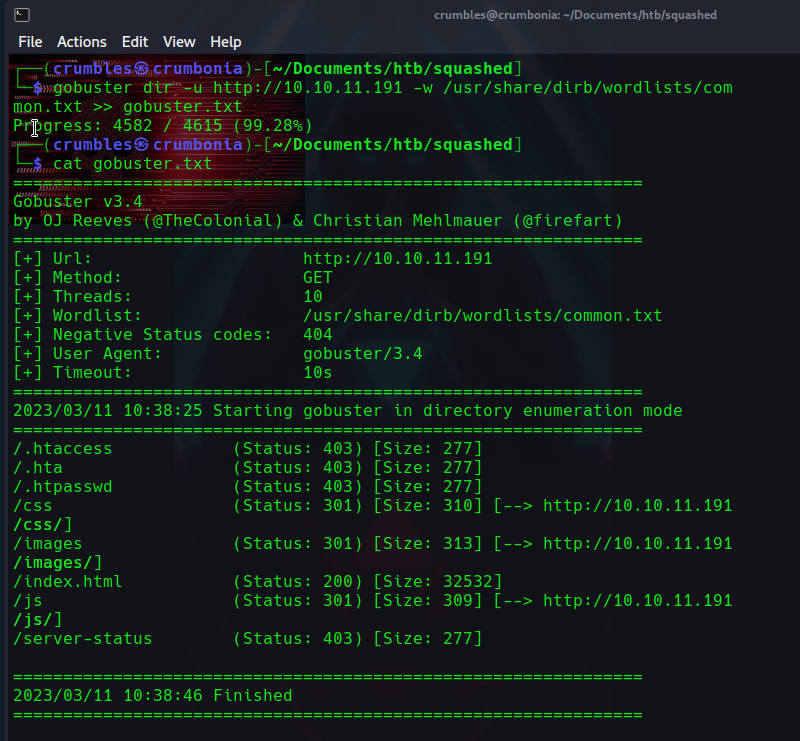 crumbles@crumbonia: ~/Documents/htb/squashed
File Actions Edit View Help
┌──(crumbles㉿crumbonia)-[~/Documents/htb/squashed]
└─$ gobuster dir -u http://10.10.11.191 -w /usr/share/dirb/wordlists/com
mon.txt >> gobuster.txt
Progress: 4582 / 4615 (99.28%)
┌──(crumbles㉿crumbonia)-[~/Documents/htb/squashed]
└─$ cat gobuster.txt
===============================================================
Gobuster v3.4
by OJ Reeves (@TheColonial) & Christian Mehlmauer (@firefart)
===============================================================
[+] Url:                     http://10.10.11.191
[+] Method:                  GET
[+] Threads:                 10
[+] Wordlist:                /usr/share/dirb/wordlists/common.txt
[+] Negative Status codes:   404
[+] User Agent:              gobuster/3.4
[+] Timeout:                 10s
===============================================================
2023/03/11 10:38:25 Starting gobuster in directory enumeration mode
===============================================================
/.htaccess            (Status: 403) [Size: 277]
/.hta                 (Status: 403) [Size: 277]
/.htpasswd            (Status: 403) [Size: 277]
/css                  (Status: 301) [Size: 310] [--> http://10.10.11.191
/css/]
/images               (Status: 301) [Size: 313] [--> http://10.10.11.191
/images/]
/index.html           (Status: 200) [Size: 32532]
/js                   (Status: 301) [Size: 309] [--> http://10.10.11.191
/js/]
/server-status        (Status: 403) [Size: 277]
===============================================================
2023/03/11 10:38:46 Finished
===============================================================